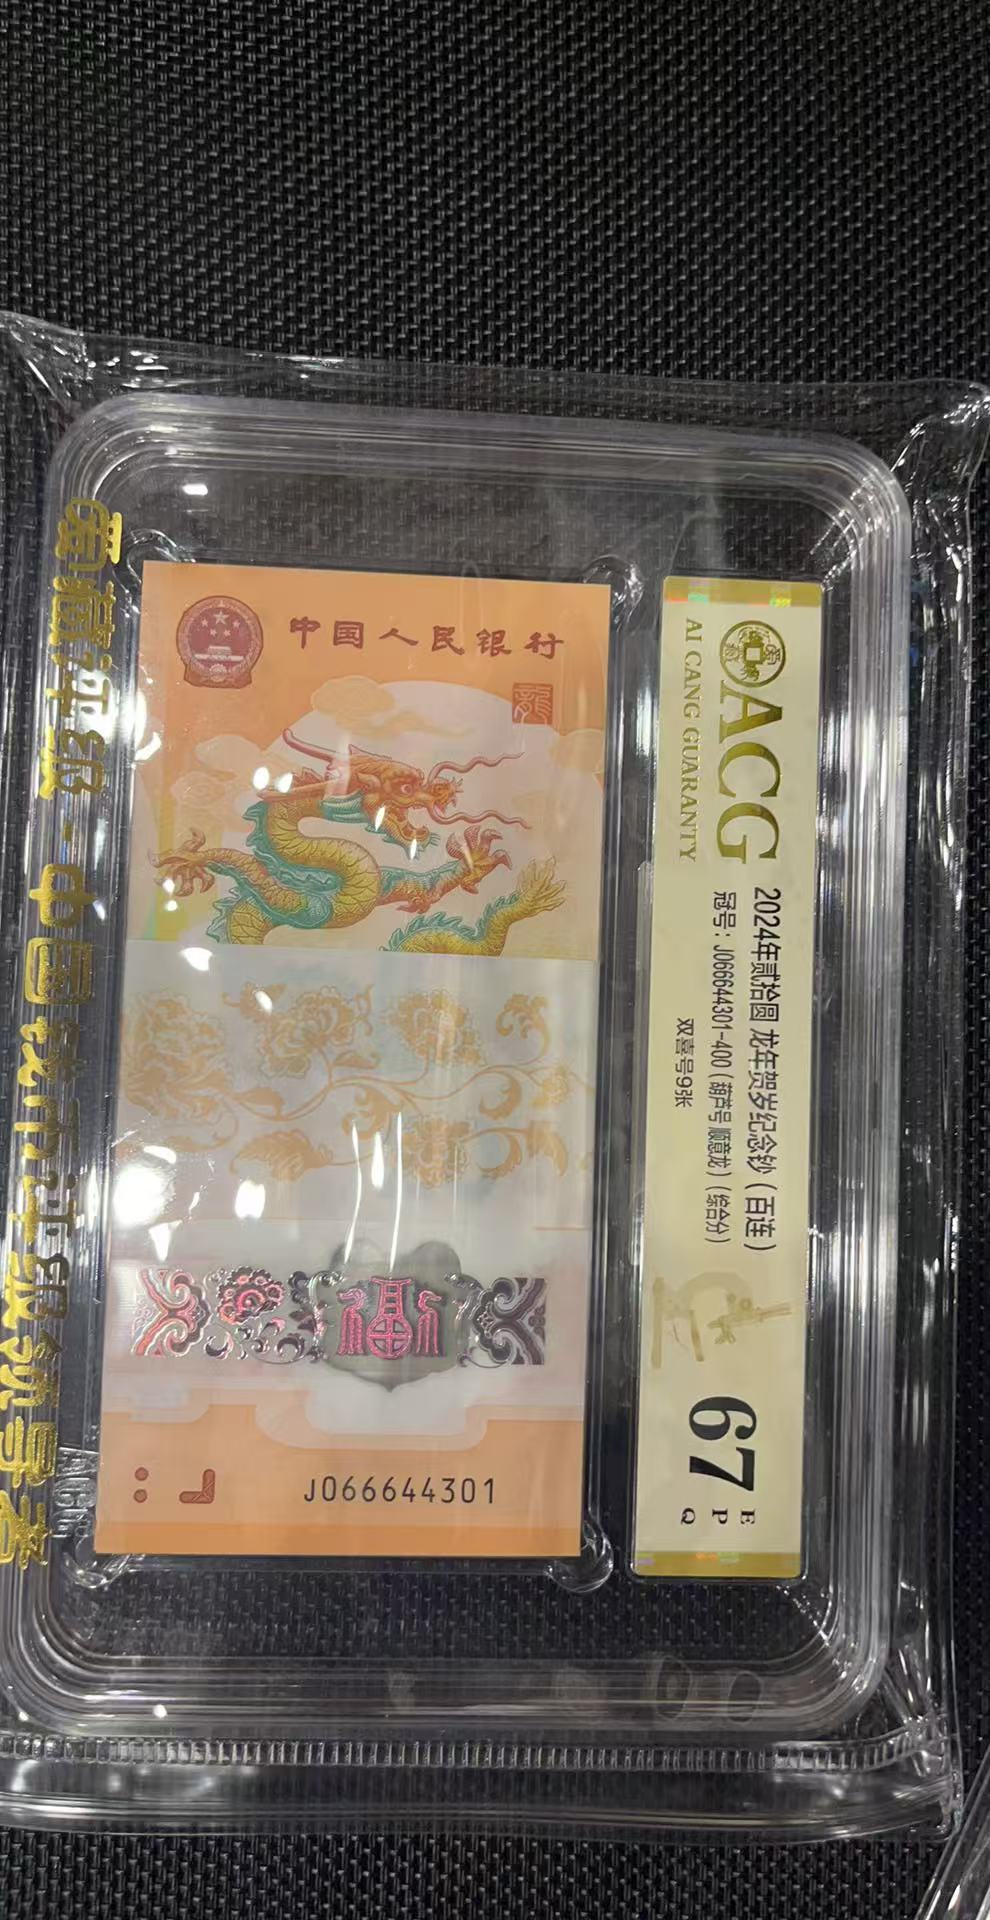 爱藏评级·中国钱币评级领导者
中国人民银行
龍
福
J066644301
ACG
AI CANG GUARANTY
2024年贰拾圆 龙年贺岁纪念钞（百连）
冠号：J066644301-400（葫芦号 顺意龙）（综合分）
双喜号9张
67
E
P
Q